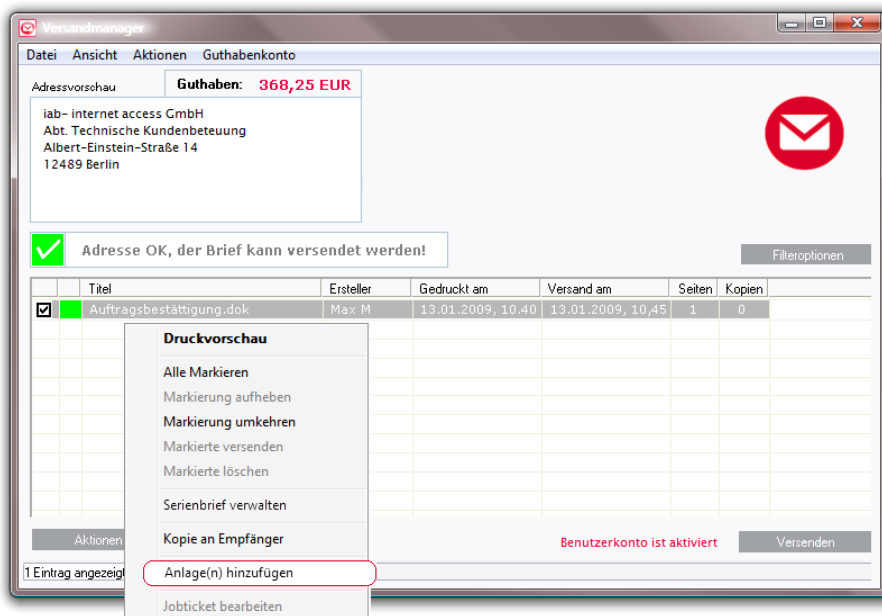 Versandmanager
Datei Ansicht Aktionen Guthabenkonto
Adressvorschau
Guthaben: 368,25 EUR
iab- internet access GmbH
Abt. Technische Kundenbeteuung
Albert-Einstein-Straße 14
12489 Berlin
Adresse OK, der Brief kann versendet werden!
Filteroptionen
Titel Ersteller Gedruckt am Versand am Seiten Kopien
Auftragsbestättigung.dok Max M 13.01.2009, 10.40 13.01.2009, 10,45 1 0
Druckvorschau
Alle Markieren
Markierung aufheben
Markierung umkehren
Markierte versenden
Markierte löschen
Serienbrief verwalten
Kopie an Empfänger
Anlage(n) hinzufügen
Jobticket bearbeiten
Aktionen
Benutzerkonto ist aktiviert
Versenden
1 Eintrag angezeigt